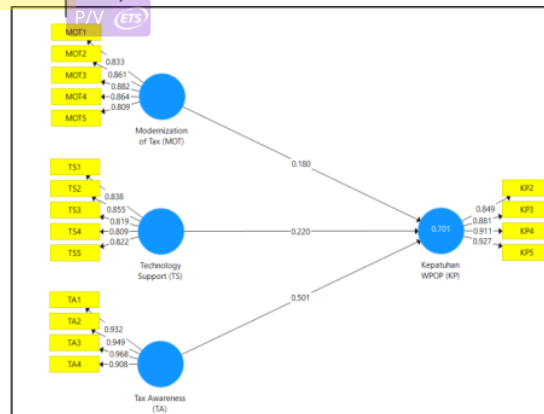 P/V ETS
MOT1
MOT2
MOT3
MOT4
MOT5
0.833
0.861
0.882
0.864
0.809
Modernization
of Tax (MOT)
0.180
TS1
TS2
TS3
TS4
TS5
0.838
0.855
0.819
0.809
0.822
Technology
Support (TS)
0.220
TA1
TA2
TA3
TA4
0.932
0.949
0.968
0.908
Tax Awareness
(TA)
0.501
0.701
Kepatuhan
WPOP (KP)
0.849
0.881
0.911
0.927
KP2
KP3
KP4
KP5